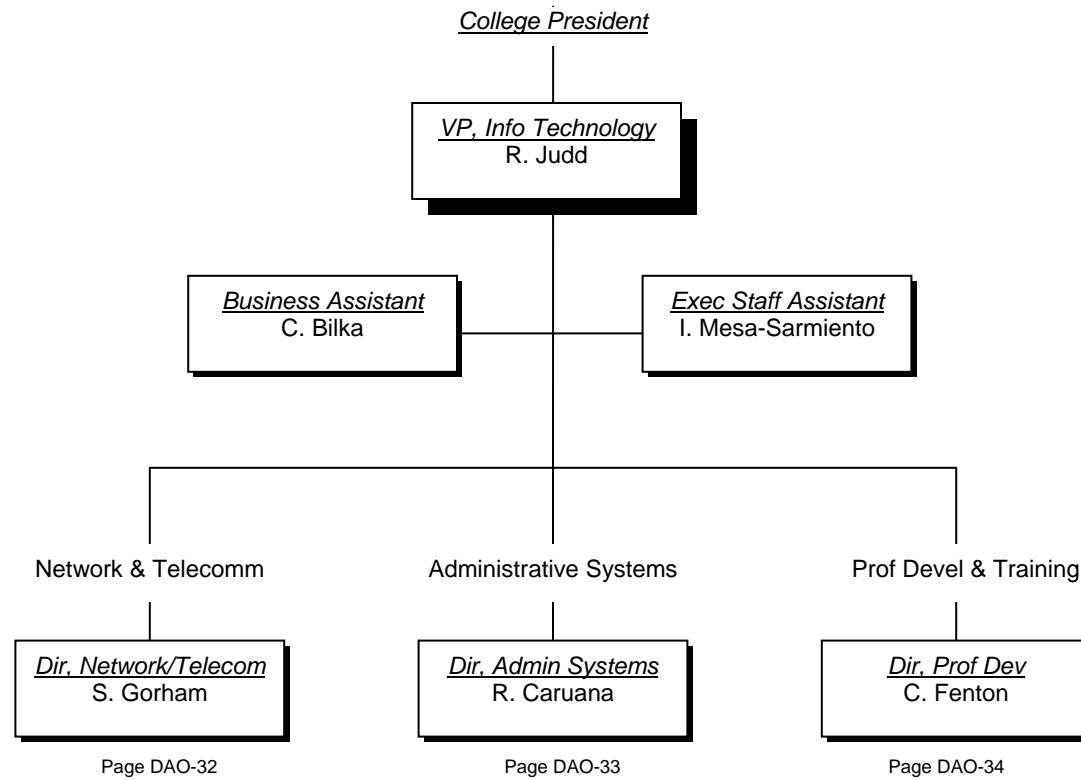 College President
VP, Info Technology
R. Judd
Business Assistant
C. Bilka
Exec Staff Assistant
I. Mesa-Sarmiento
Network & Telecomm
Administrative Systems
Prof Devel & Training
Dir, Network/Telecom
S. Gorham
Dir, Admin Systems
R. Caruana
Dir, Prof Dev
C. Fenton
Page DAO-32
Page DAO-33
Page DAO-34